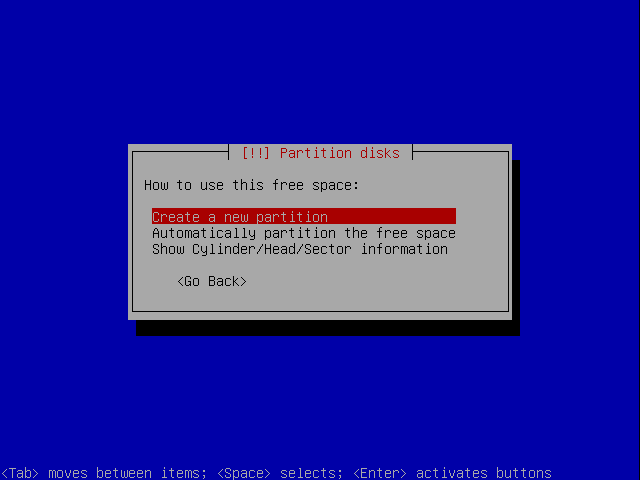 [!!] Partition disks
How to use this free space:
Create a new partition
Automatically partition the free space
Show Cylinder/Head/Sector information
<Go Back>
<Tab> moves between items; <Space> selects; <Enter> activates buttons